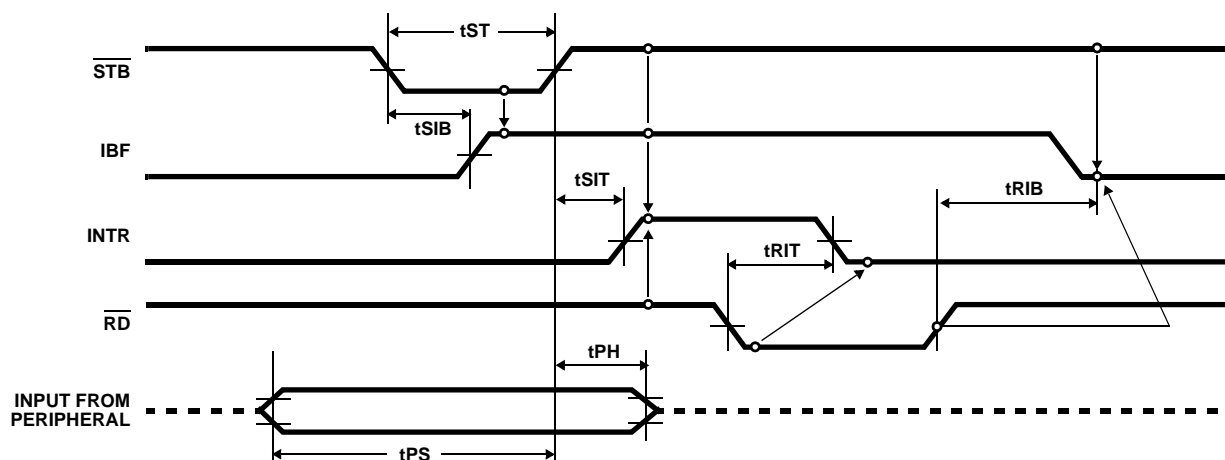 tST
STB
tSIB
IBF
tSIT
tRIB
INTR
tRIT
RD
tPH
INPUT FROM
PERIPHERAL
tPS